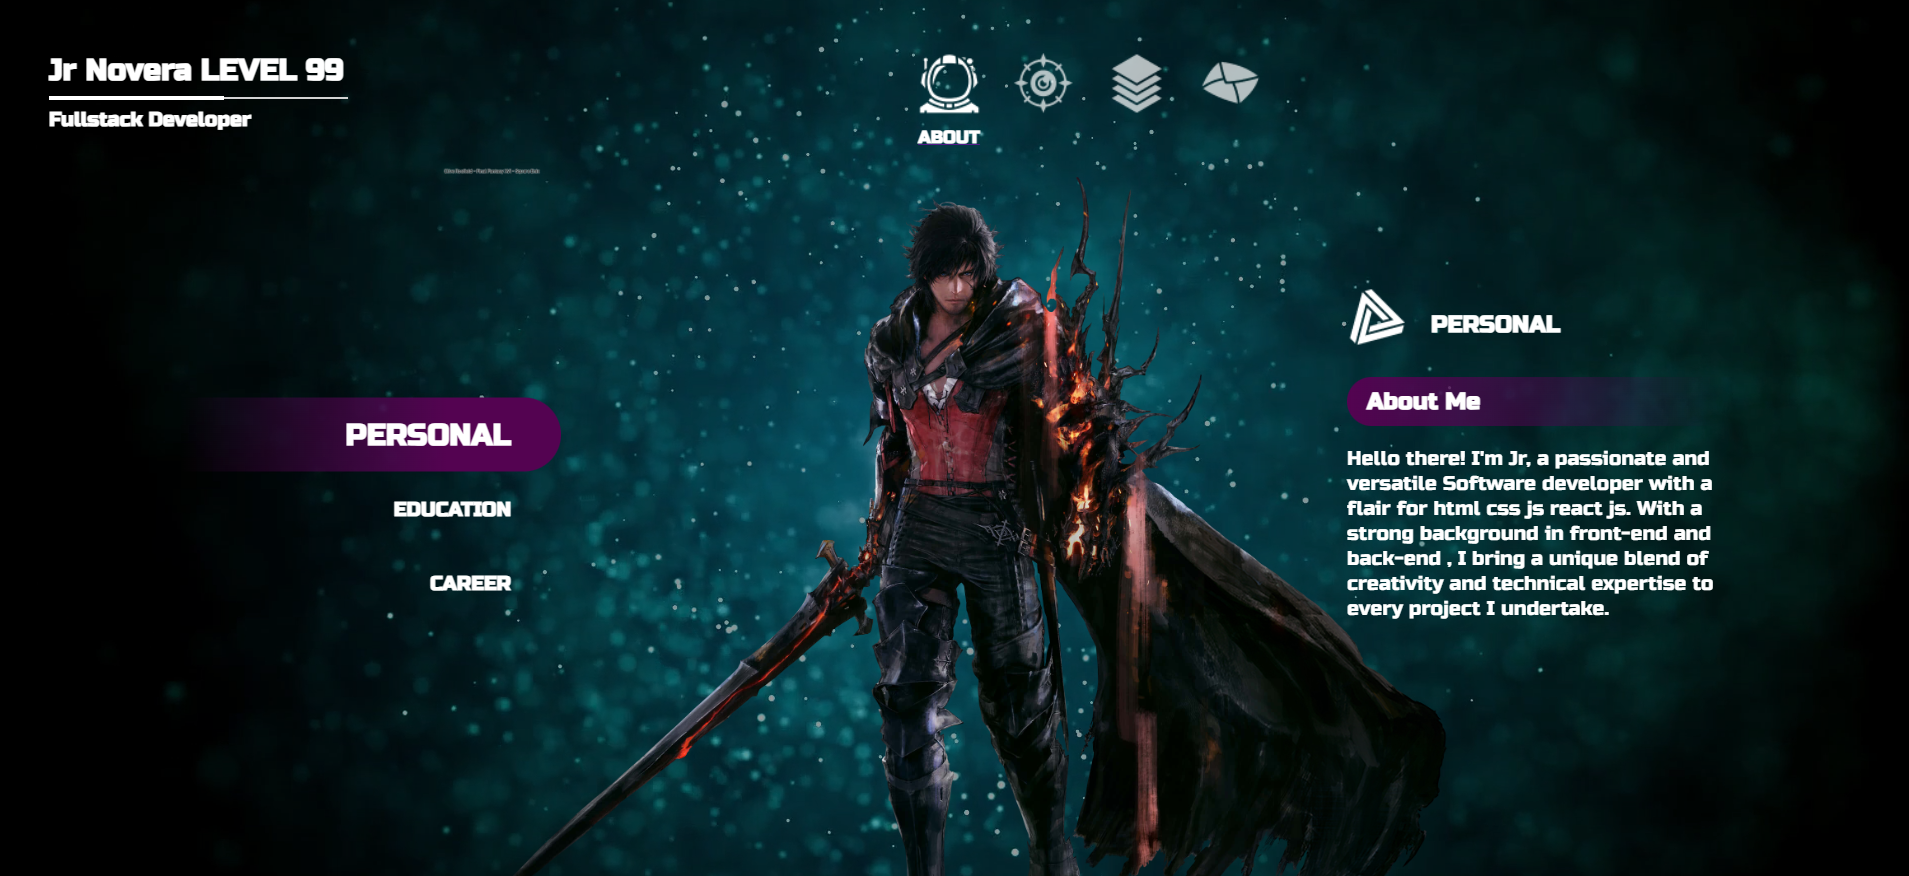 Jr Novera LEVEL 99
Fullstack Developer
ABOUT
PERSONAL
EDUCATION
CAREER
PERSONAL
About Me
Hello there! I'm Jr, a passionate and
versatile Software developer with a
flair for html css js react js. With a
strong background in front-end and
back-end , I bring a unique blend of
creativity and technical expertise to
every project I undertake.